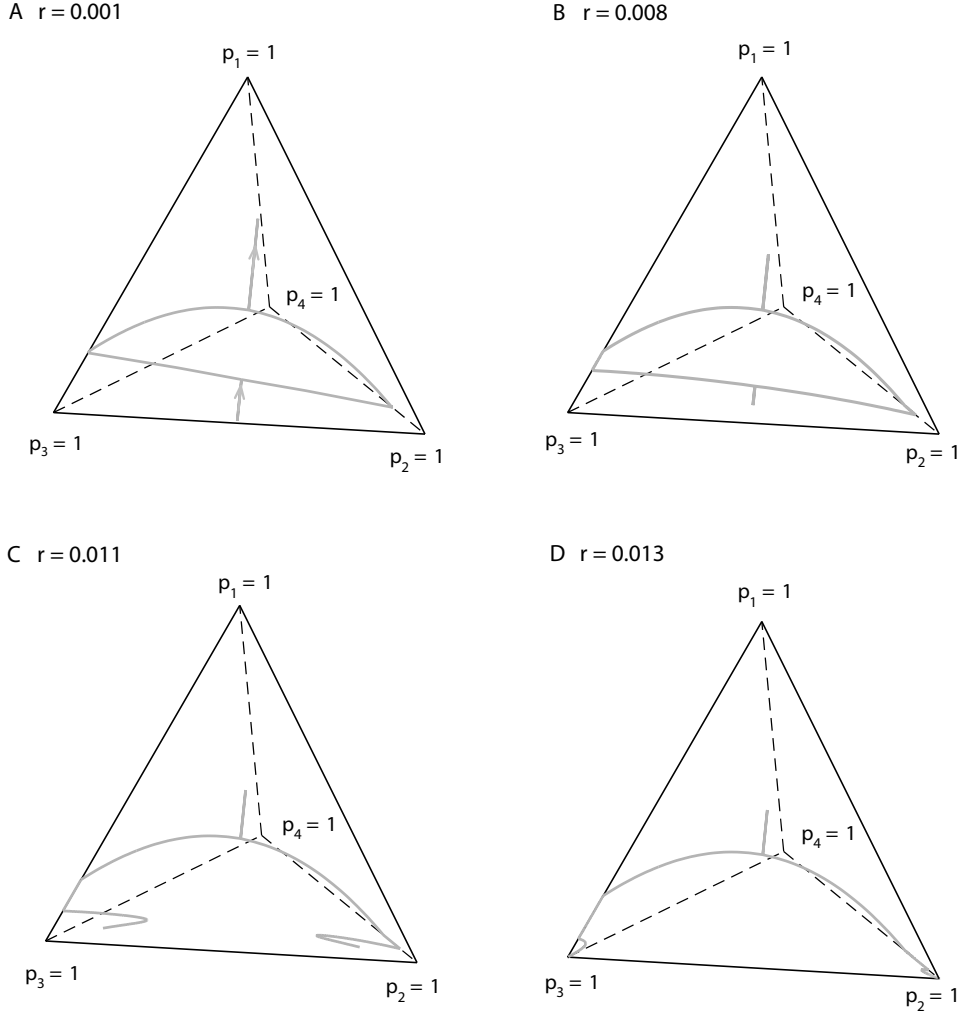 A r = 0.001
p1 = 1
p4 = 1
p3 = 1
p2 = 1
B r = 0.008
p1 = 1
p4 = 1
p3 = 1
p2 = 1
C r = 0.011
p1 = 1
p4 = 1
p3 = 1
p2 = 1
D r = 0.013
p1 = 1
p4 = 1
p3 = 1
p2 = 1